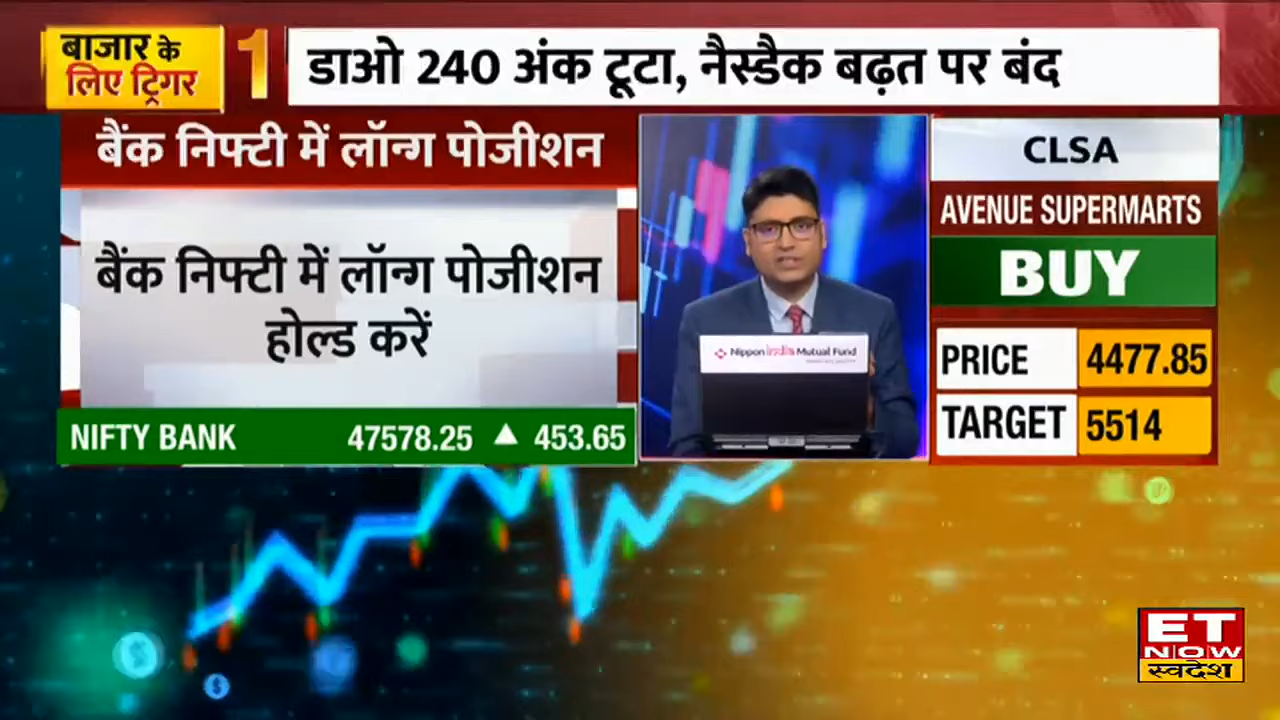 बाजार के
लिए ट्रिगर
1
डाओ 240 अंक टूटा, नैस्डैक बढ़त पर बंद
बैंक निफ्टी में लॉन्ग पोजीशन
बैंक निफ्टी में लॉन्ग पोजीशन
होल्ड करें
NIFTY BANK 47578.25 ▲ 453.65
Nippon india Mutual Fund
CLSA
AVENUE SUPERMARTS
BUY
PRICE 4477.85
TARGET 5514
ET
NOW
स्वदेश